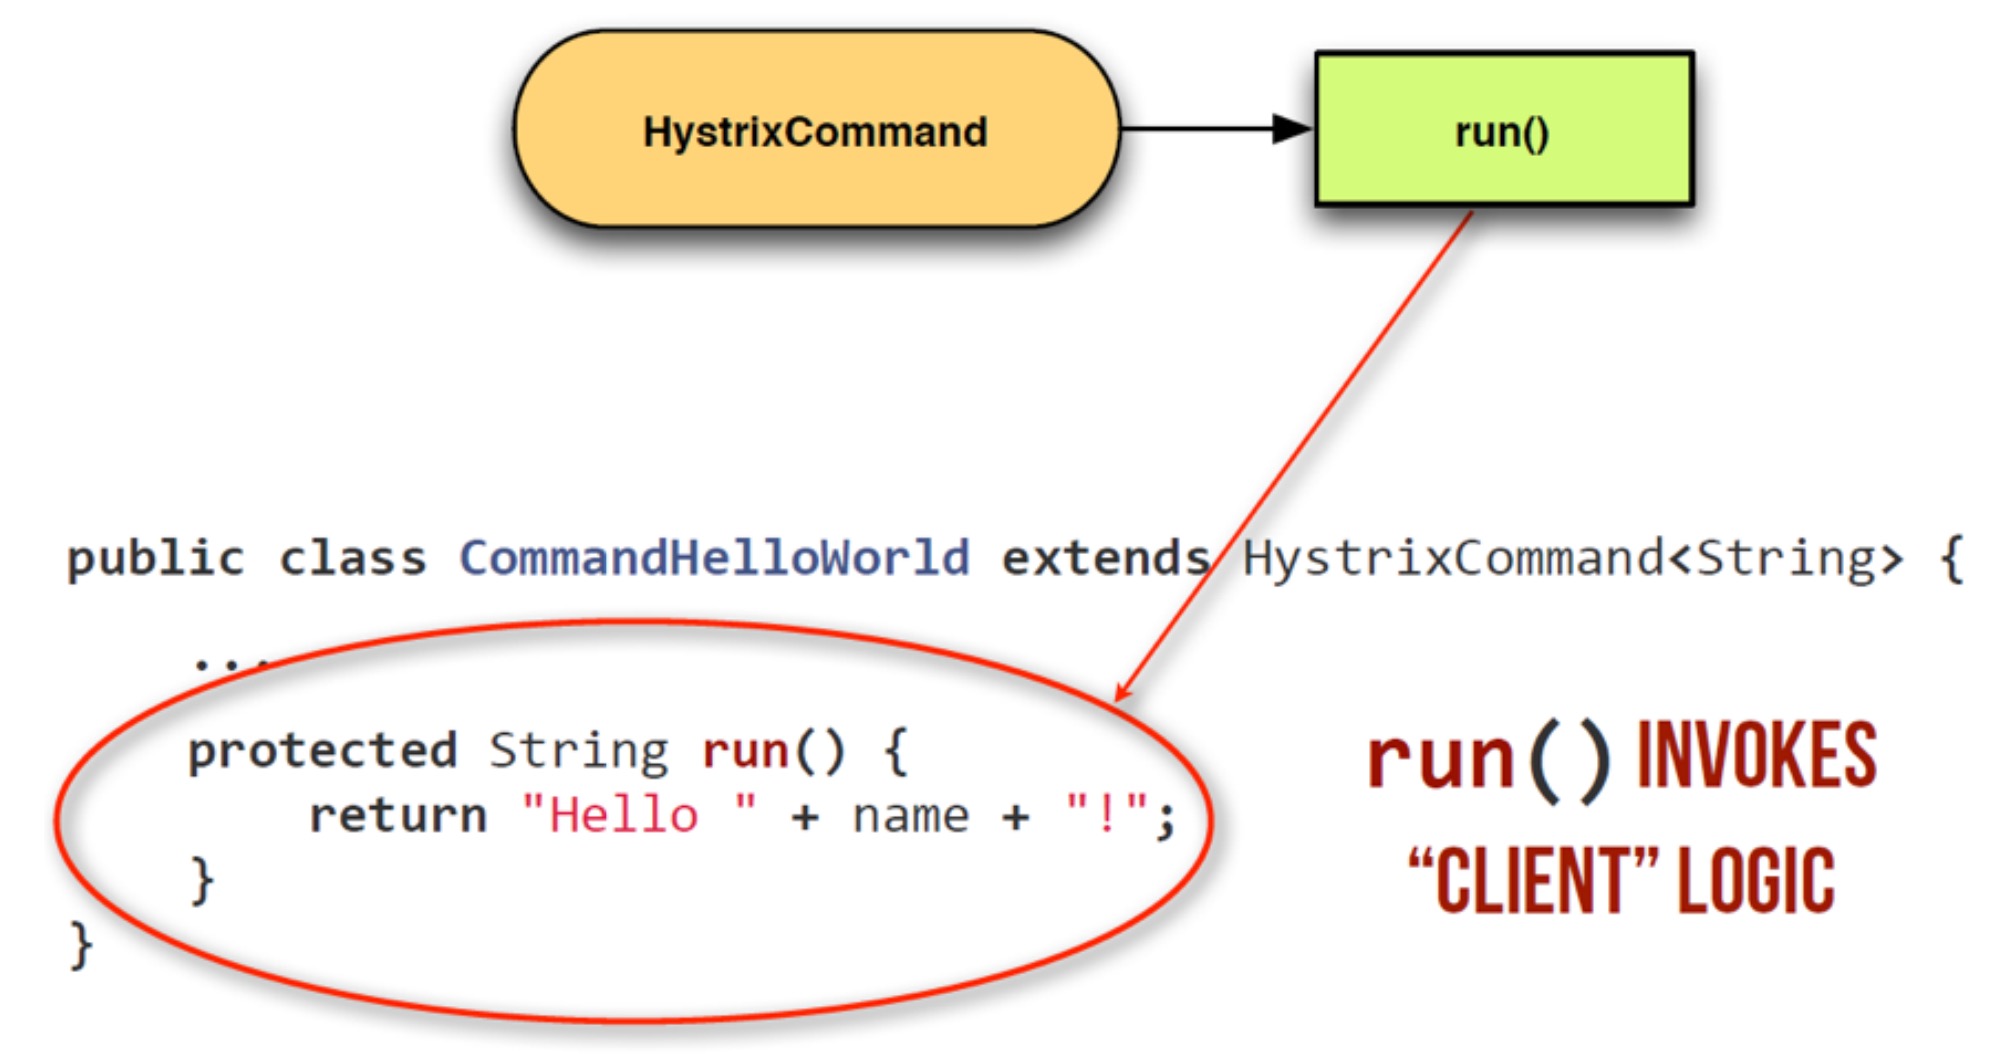 HystrixCommand
run()
public class CommandHelloWorld extends HystrixCommand<String> {
...
protected String run() {
return "Hello " + name + "!";
}
}
run() INVOKES
“CLIENT” LOGIC